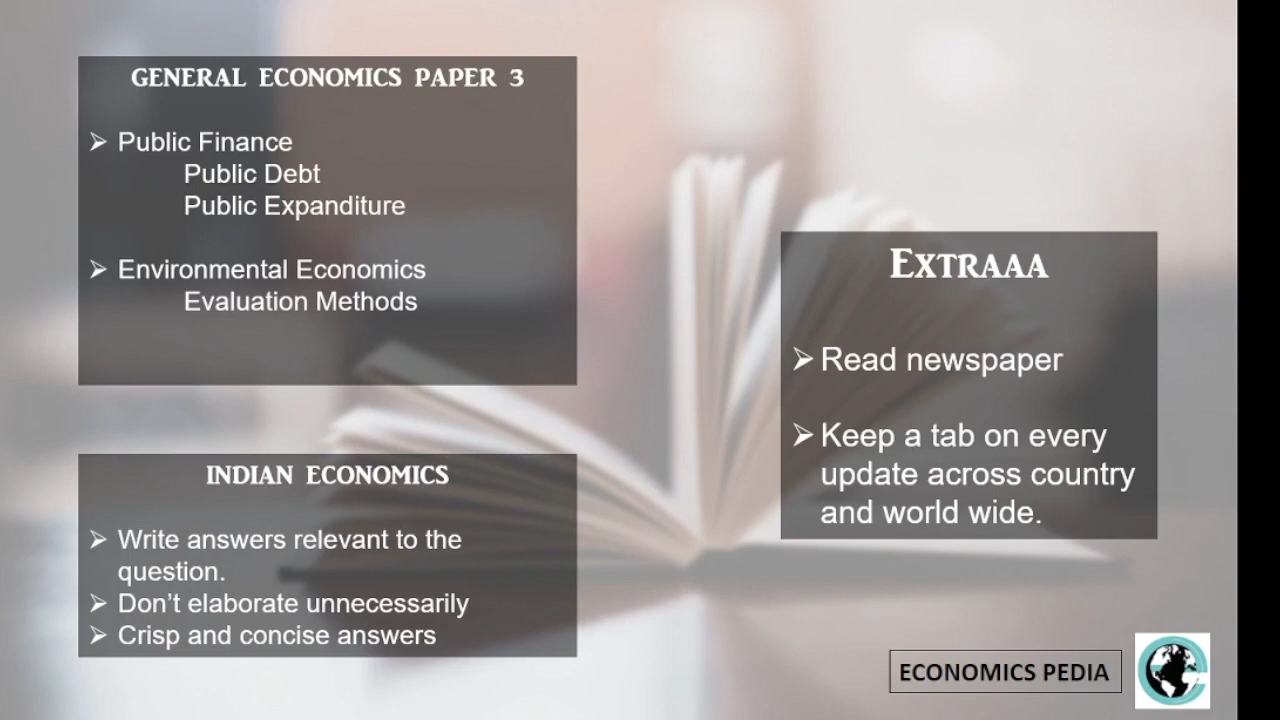 GENERAL ECONOMICS PAPER 3
➢ Public Finance
Public Debt
Public Expanditure
➢ Environmental Economics
Evaluation Methods
INDIAN ECONOMICS
➢ Write answers relevant to the
question.
➢ Don't elaborate unnecessarily
➢ Crisp and concise answers
EXTRAAA
➢ Read newspaper
➢ Keep a tab on every
update across country
and world wide.
ECONOMICS PEDIA